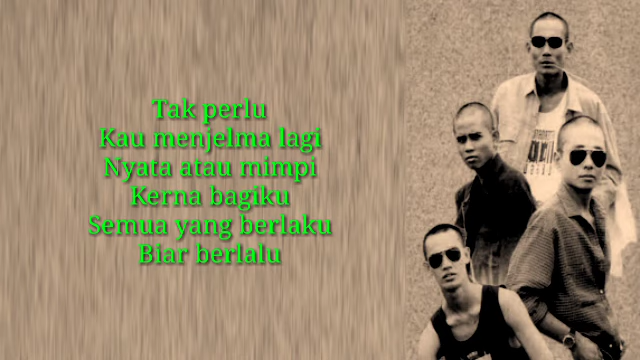 Tak perlu
Kau menjelma lagi
Nyata atau mimpi
Kerna bagiku
Semua yang berlaku
Biar berlalu